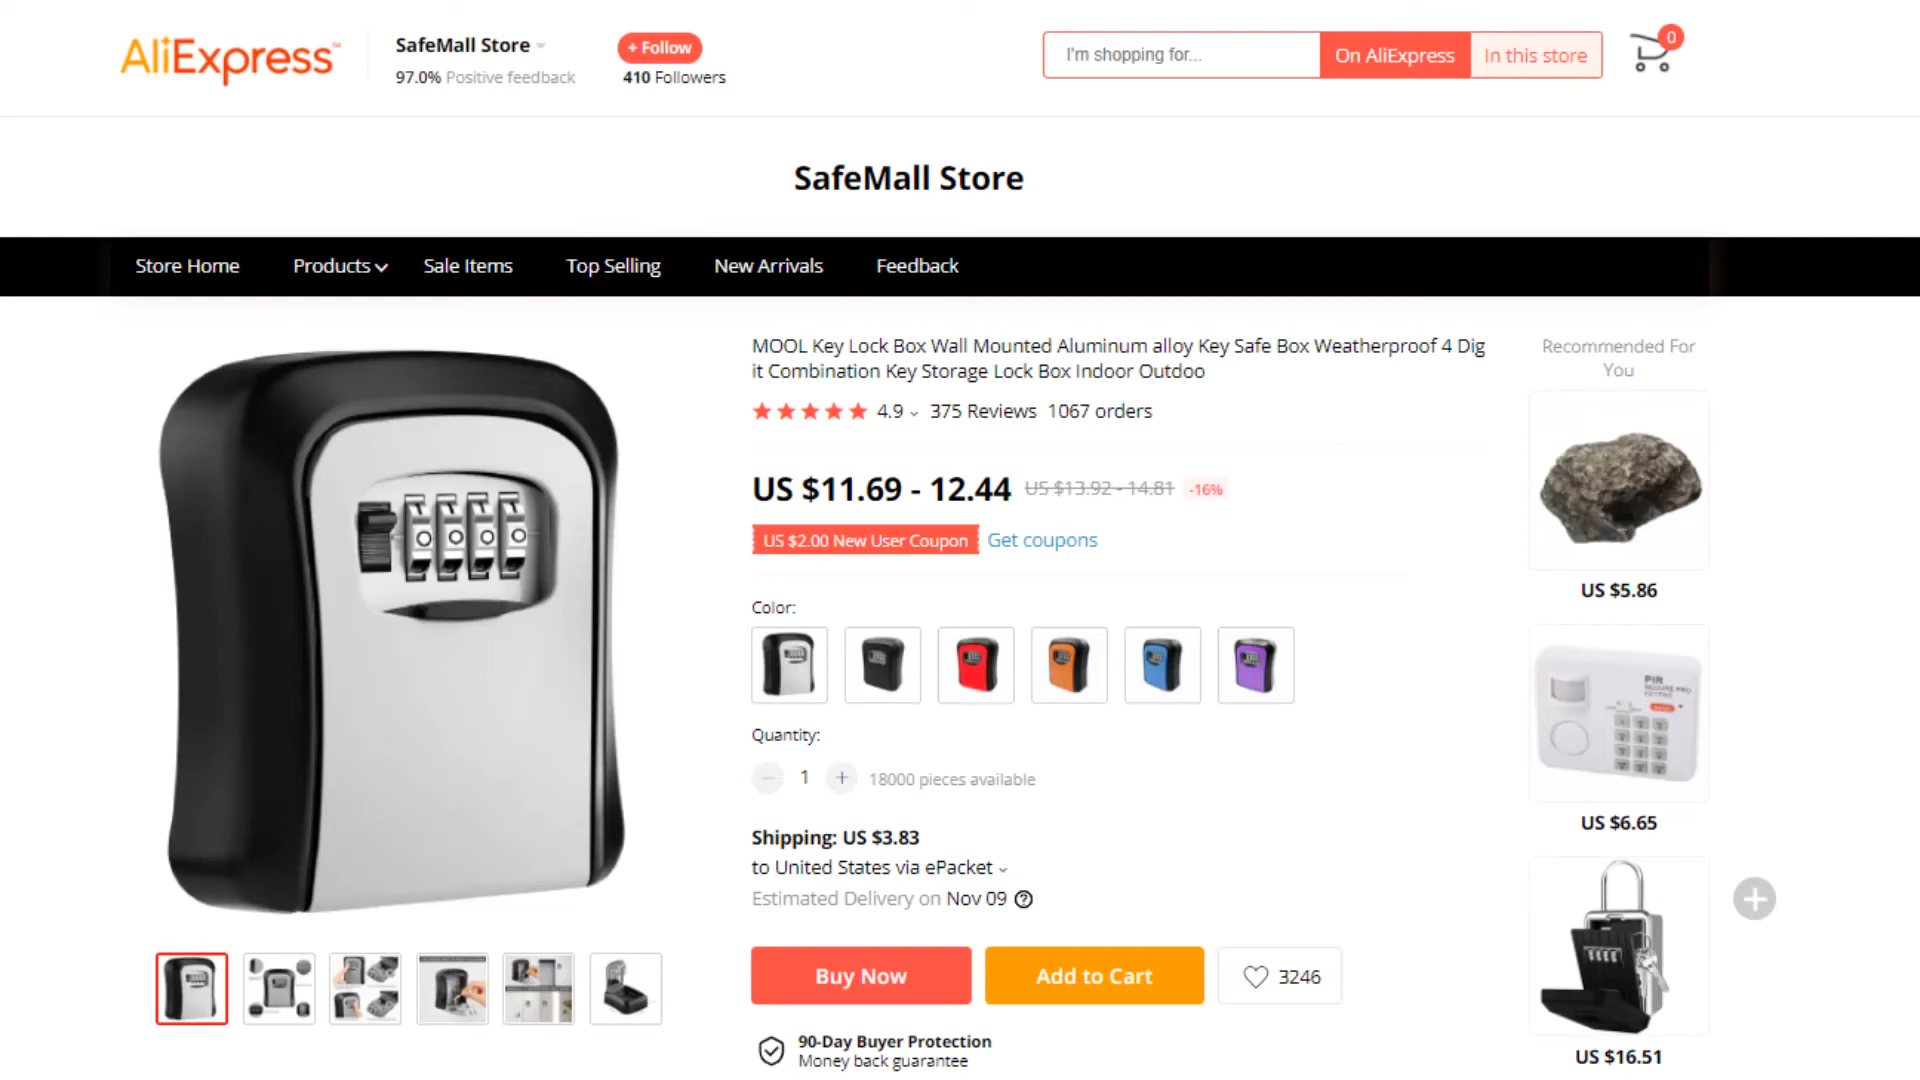 AliExpress™
SafeMall Store
97.0% Positive feedback
+ Follow
410 Followers
I'm shopping for...
On AliExpress
In this store
0
SafeMall Store
Store Home
Products
Sale Items
Top Selling
New Arrivals
Feedback
MOOL Key Lock Box Wall Mounted Aluminum alloy Key Safe Box Weatherproof 4 Dig
it Combination Key Storage Lock Box Indoor Outdoo
4.9 375 Reviews 1067 orders
US $11.69 - 12.44 US $13.92 - 14.81 -16%
US $2.00 New User Coupon Get coupons
Color:
Quantity:
1
18000 pieces available
Shipping: US $3.83
to United States via ePacket
Estimated Delivery on Nov 09
Buy Now
Add to Cart
3246
90-Day Buyer Protection
Money back guarantee
Recommended For
You
US $5.86
PIR
US $6.65
US $16.51